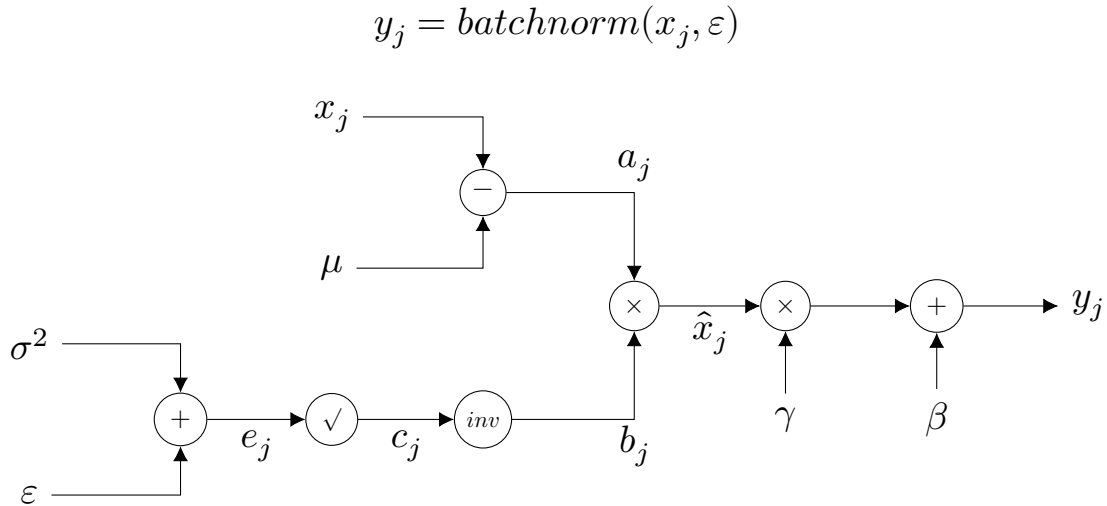 y_j = batchnorm(x_j, ε)
x_j
a_j
−
μ
× x̂_j × + y_j
σ²
+ e_j √ c_j inv b_j γ β
ε